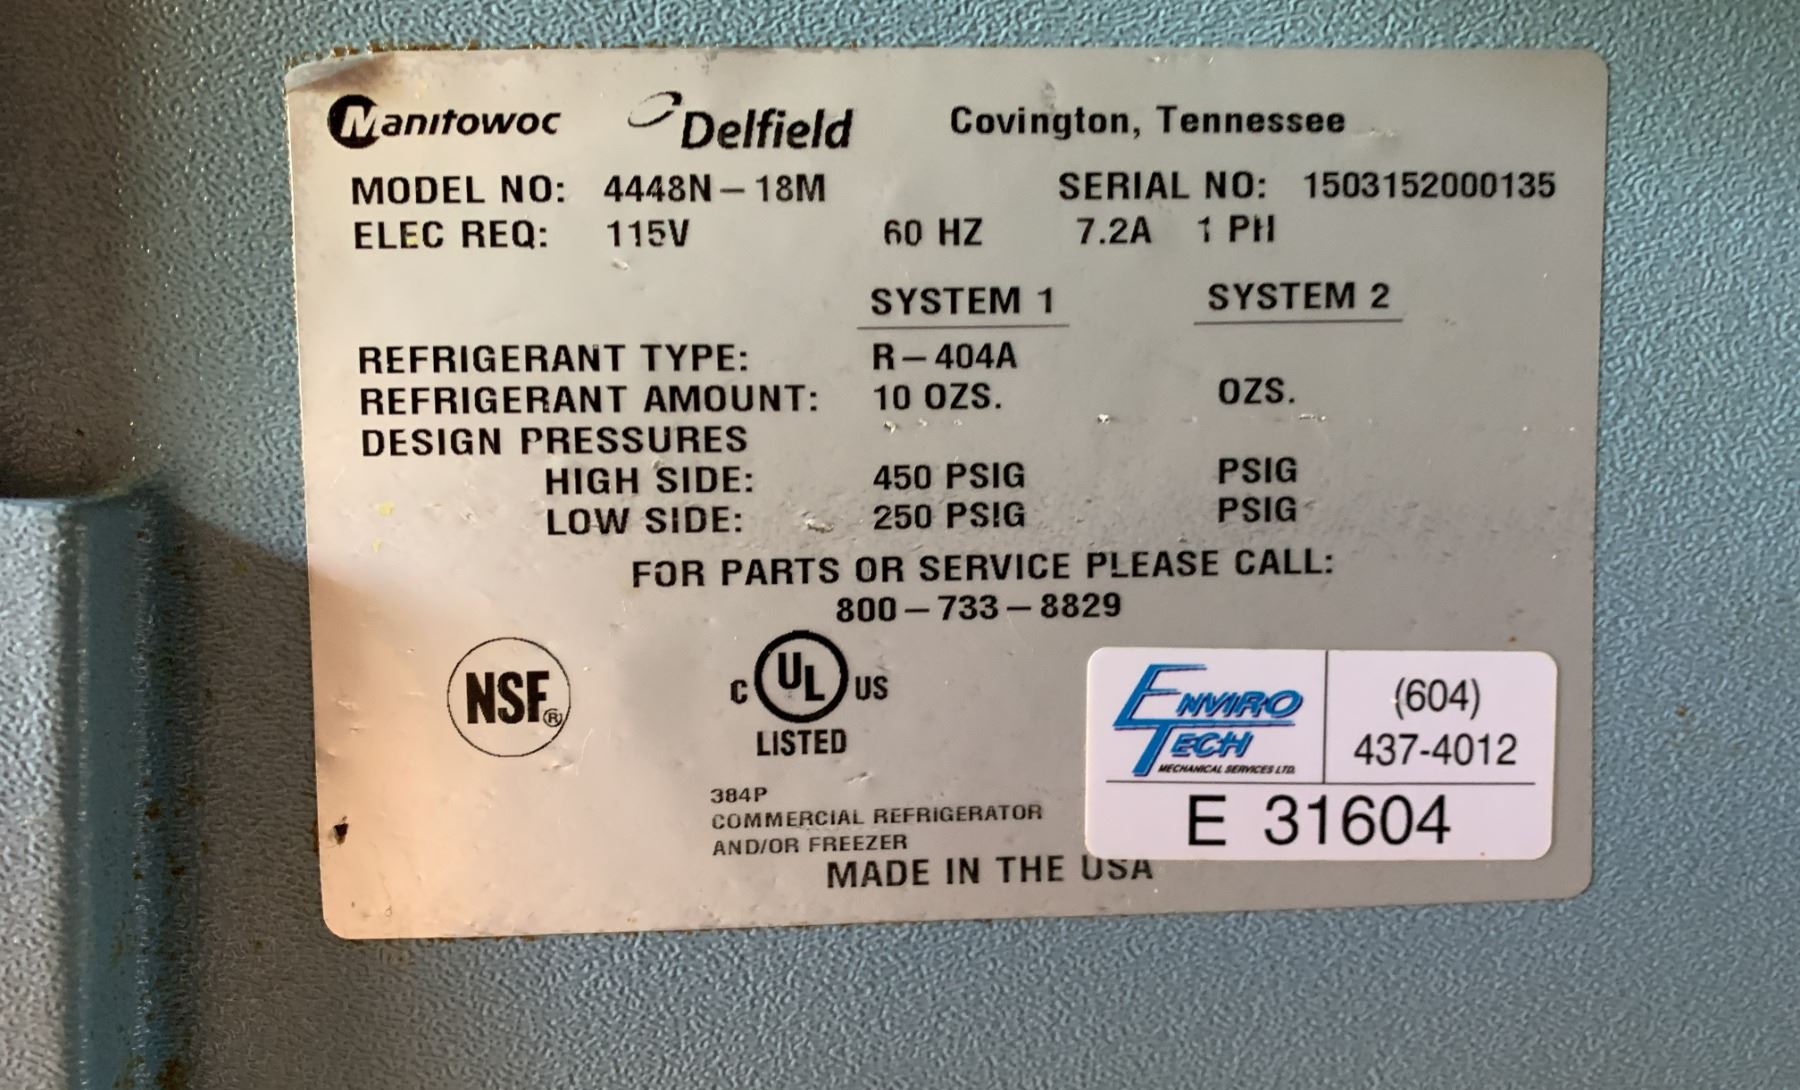 Manitowoc Delfield Covington, Tennessee
MODEL NO: 4448N-18M SERIAL NO: 1503152000135
ELEC REQ: 115V 60 HZ 7.2A 1 PH
SYSTEM 1 SYSTEM 2
REFRIGERANT TYPE: R-404A
REFRIGERANT AMOUNT: 10 OZS. OZS.
DESIGN PRESSURES
HIGH SIDE: 450 PSIG PSIG
LOW SIDE: 250 PSIG PSIG
FOR PARTS OR SERVICE PLEASE CALL:
800-733-8829
NSF®
C UL US
LISTED
384P
COMMERCIAL REFRIGERATOR
AND/OR FREEZER
MADE IN THE USA
ENVIRO
TECH
MECHANICAL SERVICES LTD.
(604)
437-4012
E 31604